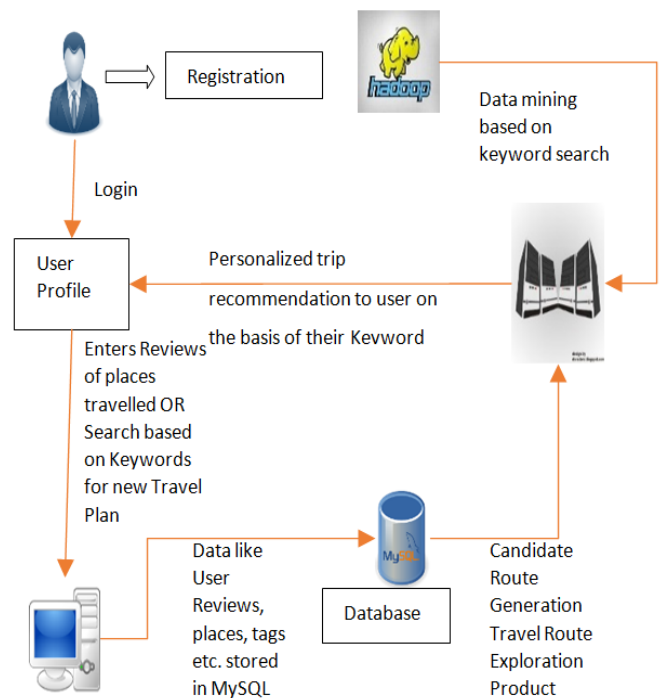 Registration
hadoop
Data mining
based on
keyword search
Login
User
Profile
Personalized trip
recommendation to user on
the basis of their Keyword
Enters Reviews
of places
travelled OR
Search based
on Keywords
for new Travel
Plan
MySQL
Database
Data like
User
Reviews,
places, tags
etc. stored
in MySQL
Candidate
Route
Generation
Travel Route
Exploration
Product